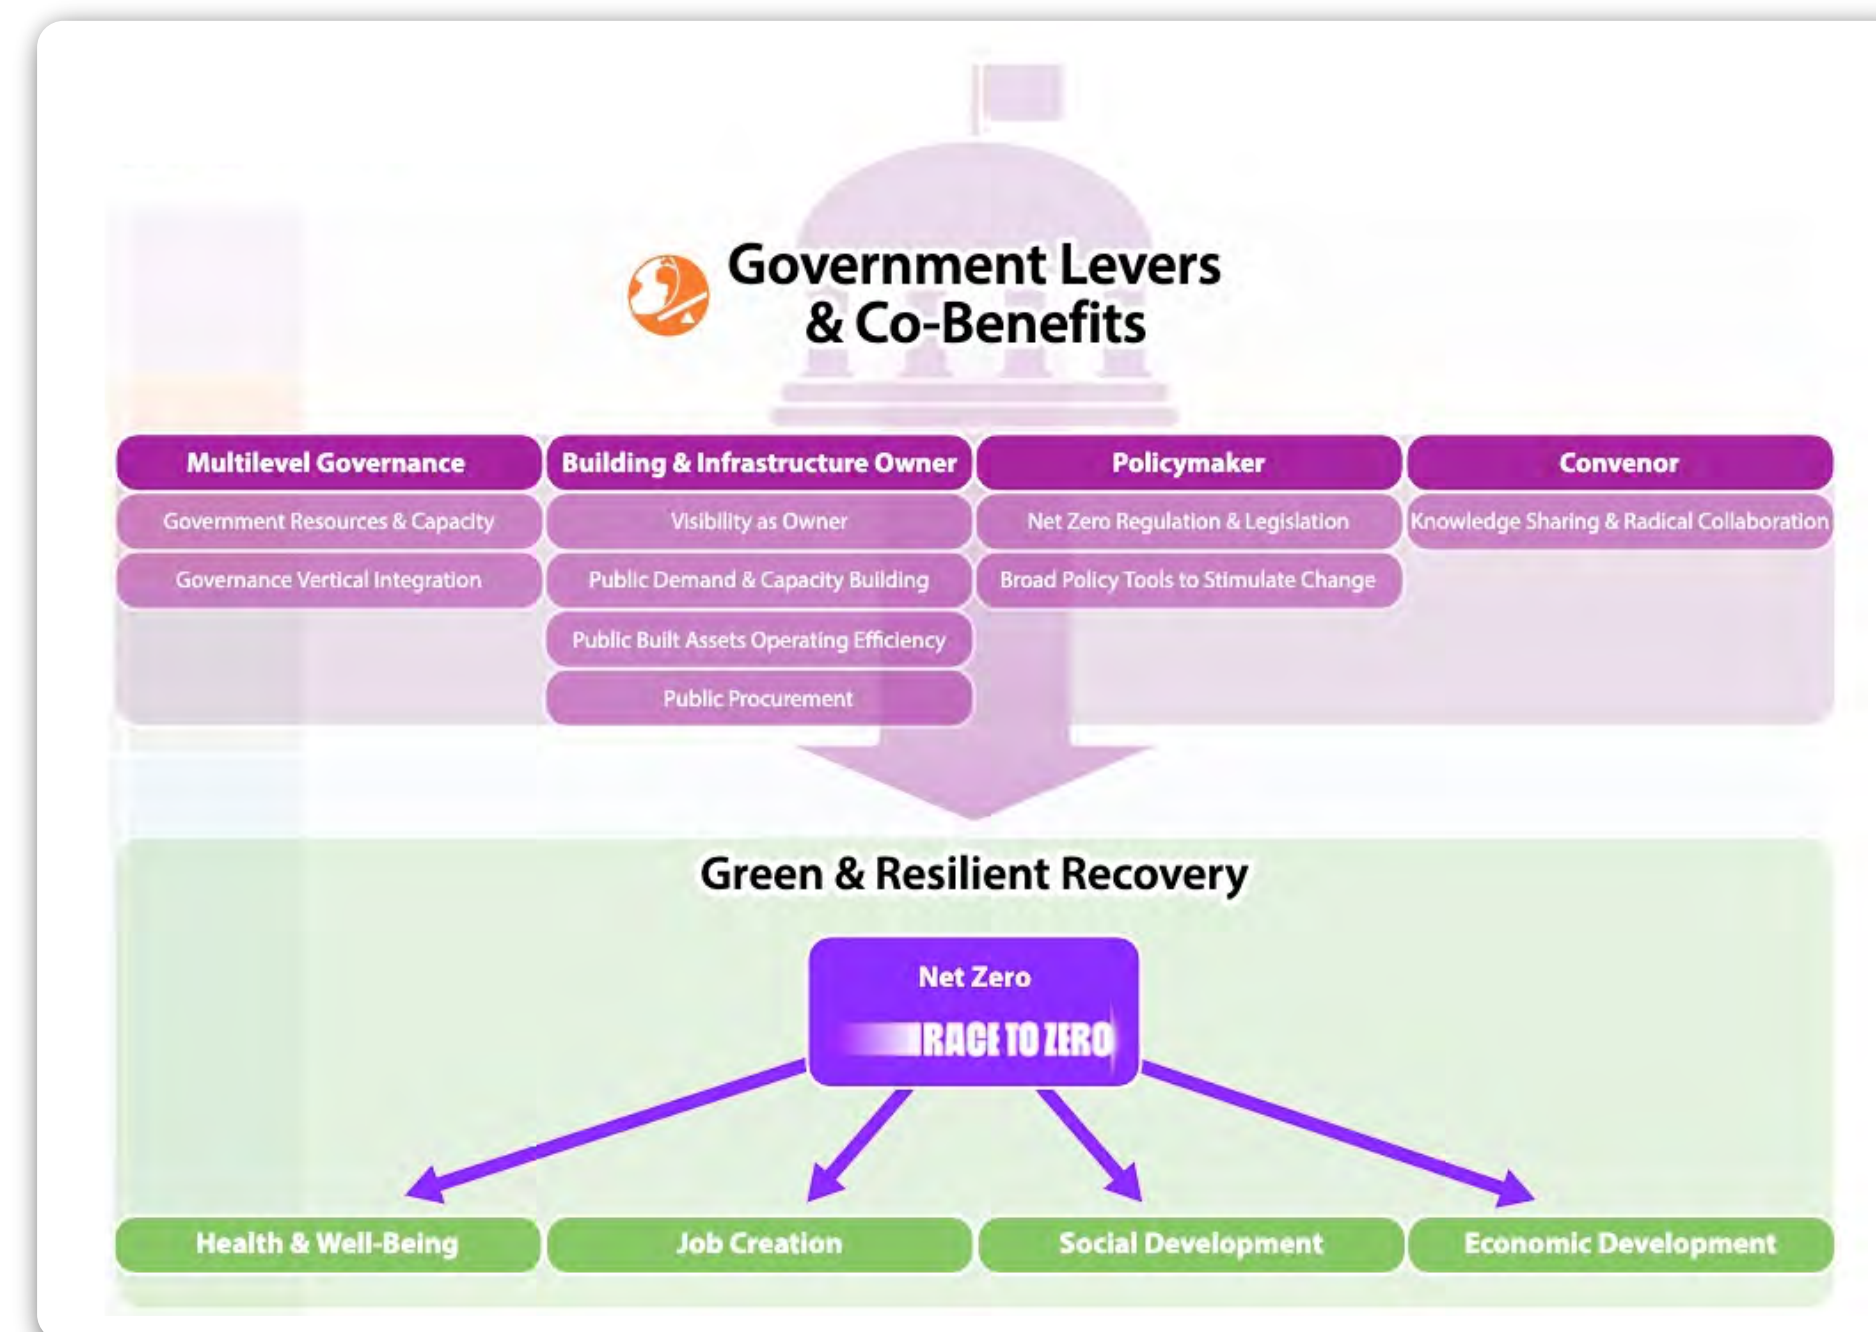 Government Levers
& Co-Benefits
Multilevel Governance
Government Resources & Capacity
Governance Vertical Integration
Building & Infrastructure Owner
Visibility as Owner
Public Demand & Capacity Building
Public Built Assets Operating Efficiency
Public Procurement
Policymaker
Net Zero Regulation & Legislation
Broad Policy Tools to Stimulate Change
Convenor
Knowledge Sharing & Radical Collaboration
Green & Resilient Recovery
Net Zero
RACE TO ZERO
Health & Well-Being
Job Creation
Social Development
Economic Development